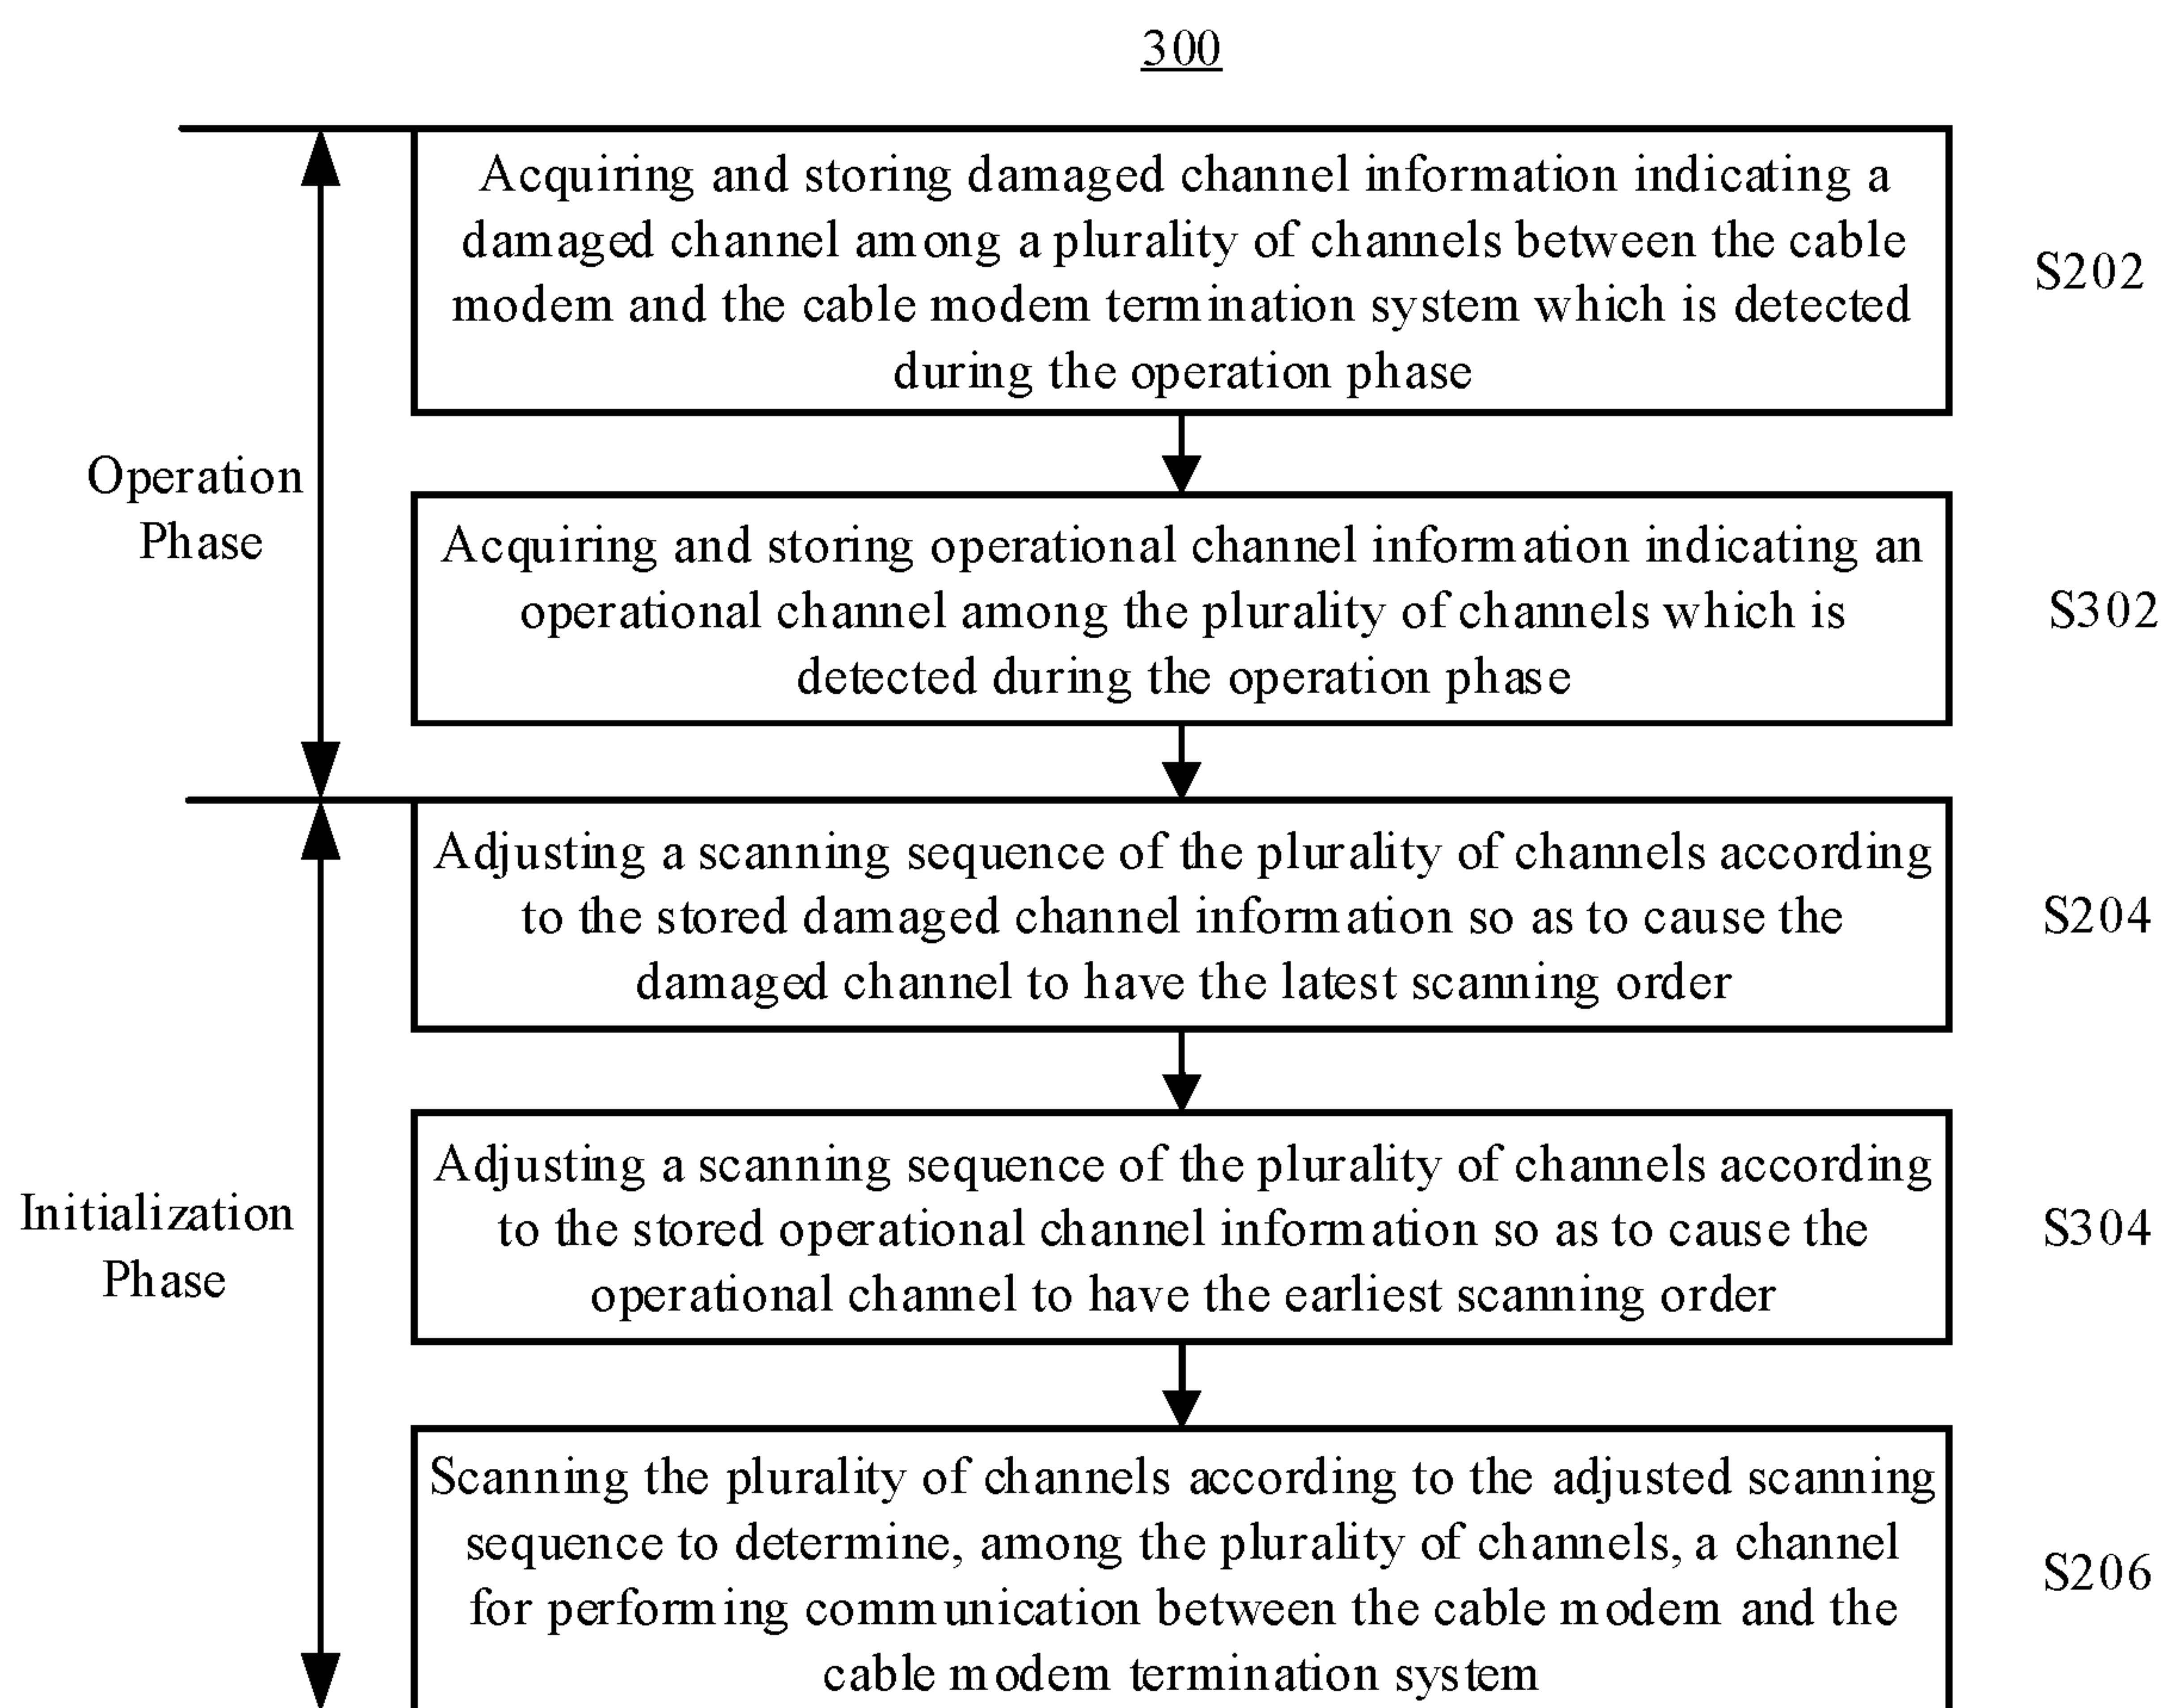 300
Acquiring and storing damaged channel information indicating a
damaged channel among a plurality of channels between the cable
modem and the cable modem termination system which is detected
during the operation phase
S202
Operation
Phase
Acquiring and storing operational channel information indicating an
operational channel among the plurality of channels which is
detected during the operation phase
S302
Adjusting a scanning sequence of the plurality of channels according
to the stored damaged channel information so as to cause the
damaged channel to have the latest scanning order
S204
Initialization
Phase
Adjusting a scanning sequence of the plurality of channels according
to the stored operational channel information so as to cause the
operational channel to have the earliest scanning order
S304
Scanning the plurality of channels according to the adjusted scanning
sequence to determine, among the plurality of channels, a channel
for performing communication between the cable modem and the
cable modem termination system
S206